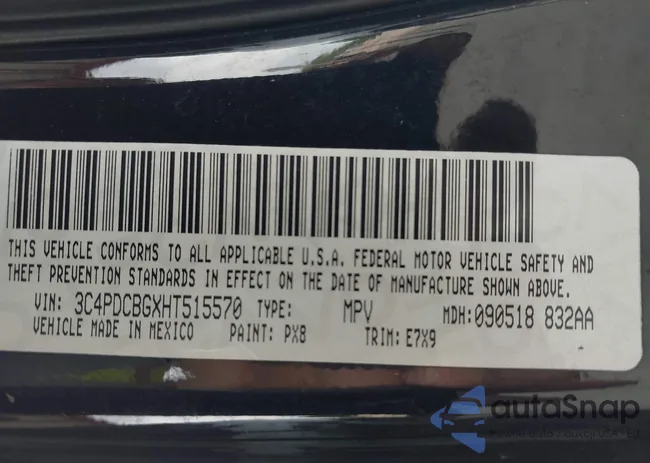 THIS VEHICLE CONFORMS TO ALL APPLICABLE U.S.A. FEDERAL MOTOR VEHICLE SAFETY AND
THEFT PREVENTION STANDARDS IN EFFECT ON THE DATE OF MANUFACTURE SHOWN ABOVE.
VIN: 3C4PDCBGXHT515570 TYPE: MPV MDH:090518 832AA
VEHICLE MADE IN MEXICO PAINT: PX8 TRIM: E7X9
autoSnap